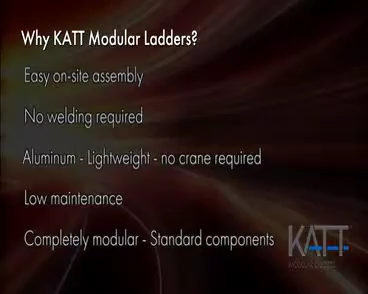 Why KATT Modular Ladders?
Easy on-site assembly
No welding required
Aluminum - Lightweight - no crane required
Low maintenance
Completely modular - Standard components
KATT